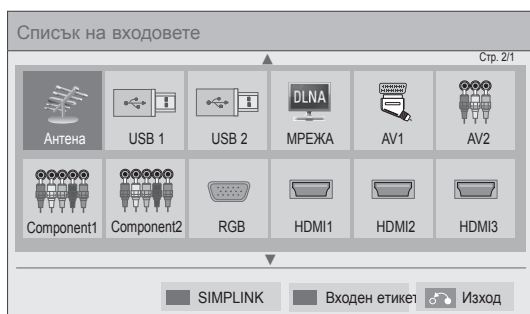 Списък на входовете
Стр. 2/1
Антена
USB 1
USB 2
DLNA
МРЕЖА
AV1
AV2
Component1
Component2
RGB
HDMI1
HDMI2
HDMI3
SIMPLINK
Входен етикет
Изход